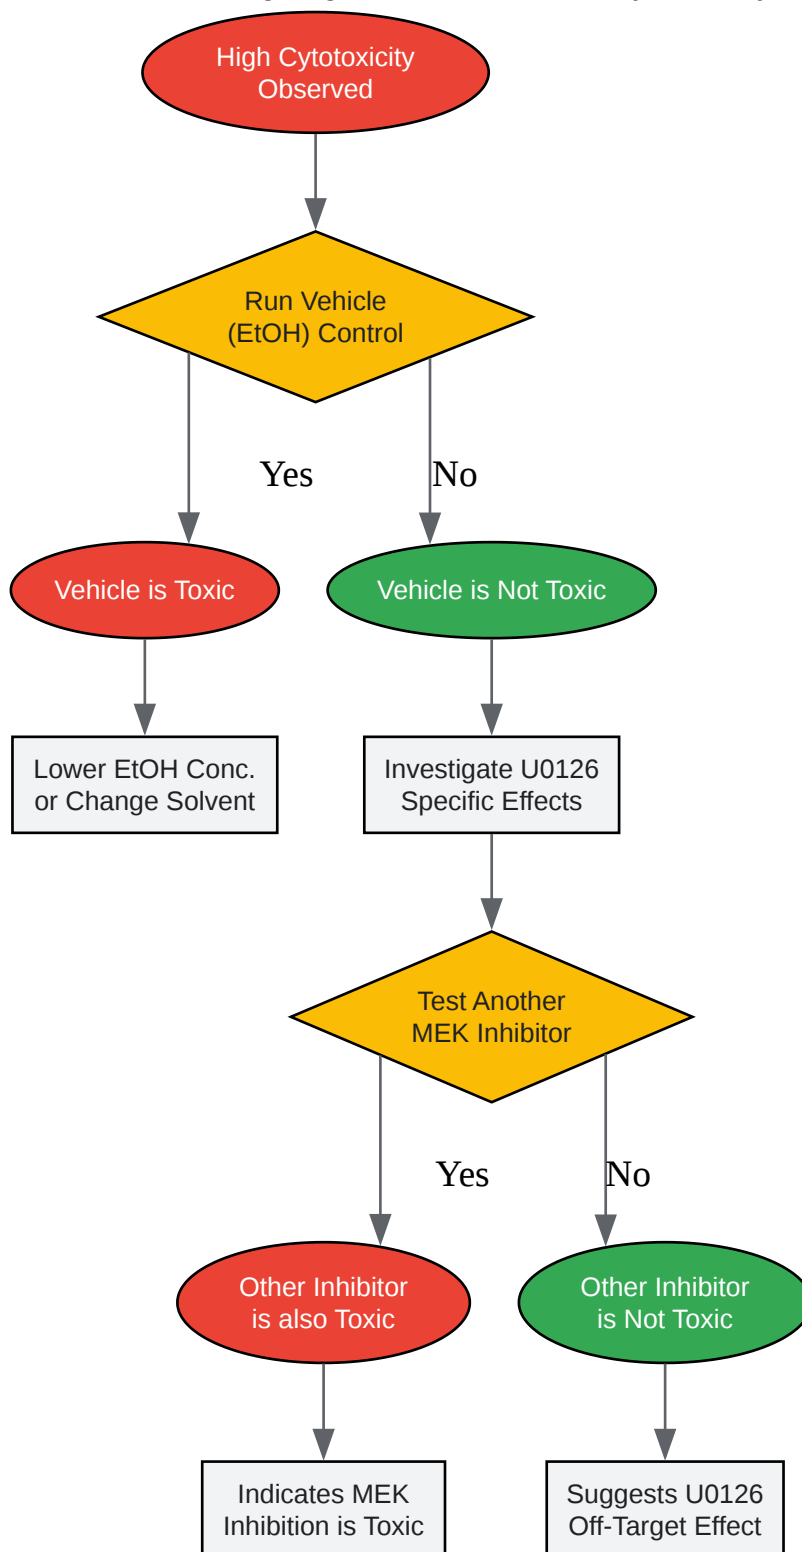 High Cytotoxicity
Observed
Run Vehicle
(EtOH) Control
Yes
No
Vehicle is Toxic
Vehicle is Not Toxic
Lower EtOH Conc.
or Change Solvent
Investigate U0126
Specific Effects
Test Another
MEK Inhibitor
Yes
No
Other Inhibitor
is also Toxic
Other Inhibitor
is Not Toxic
Indicates MEK
Inhibition is Toxic
Suggests U0126
Off-Target Effect